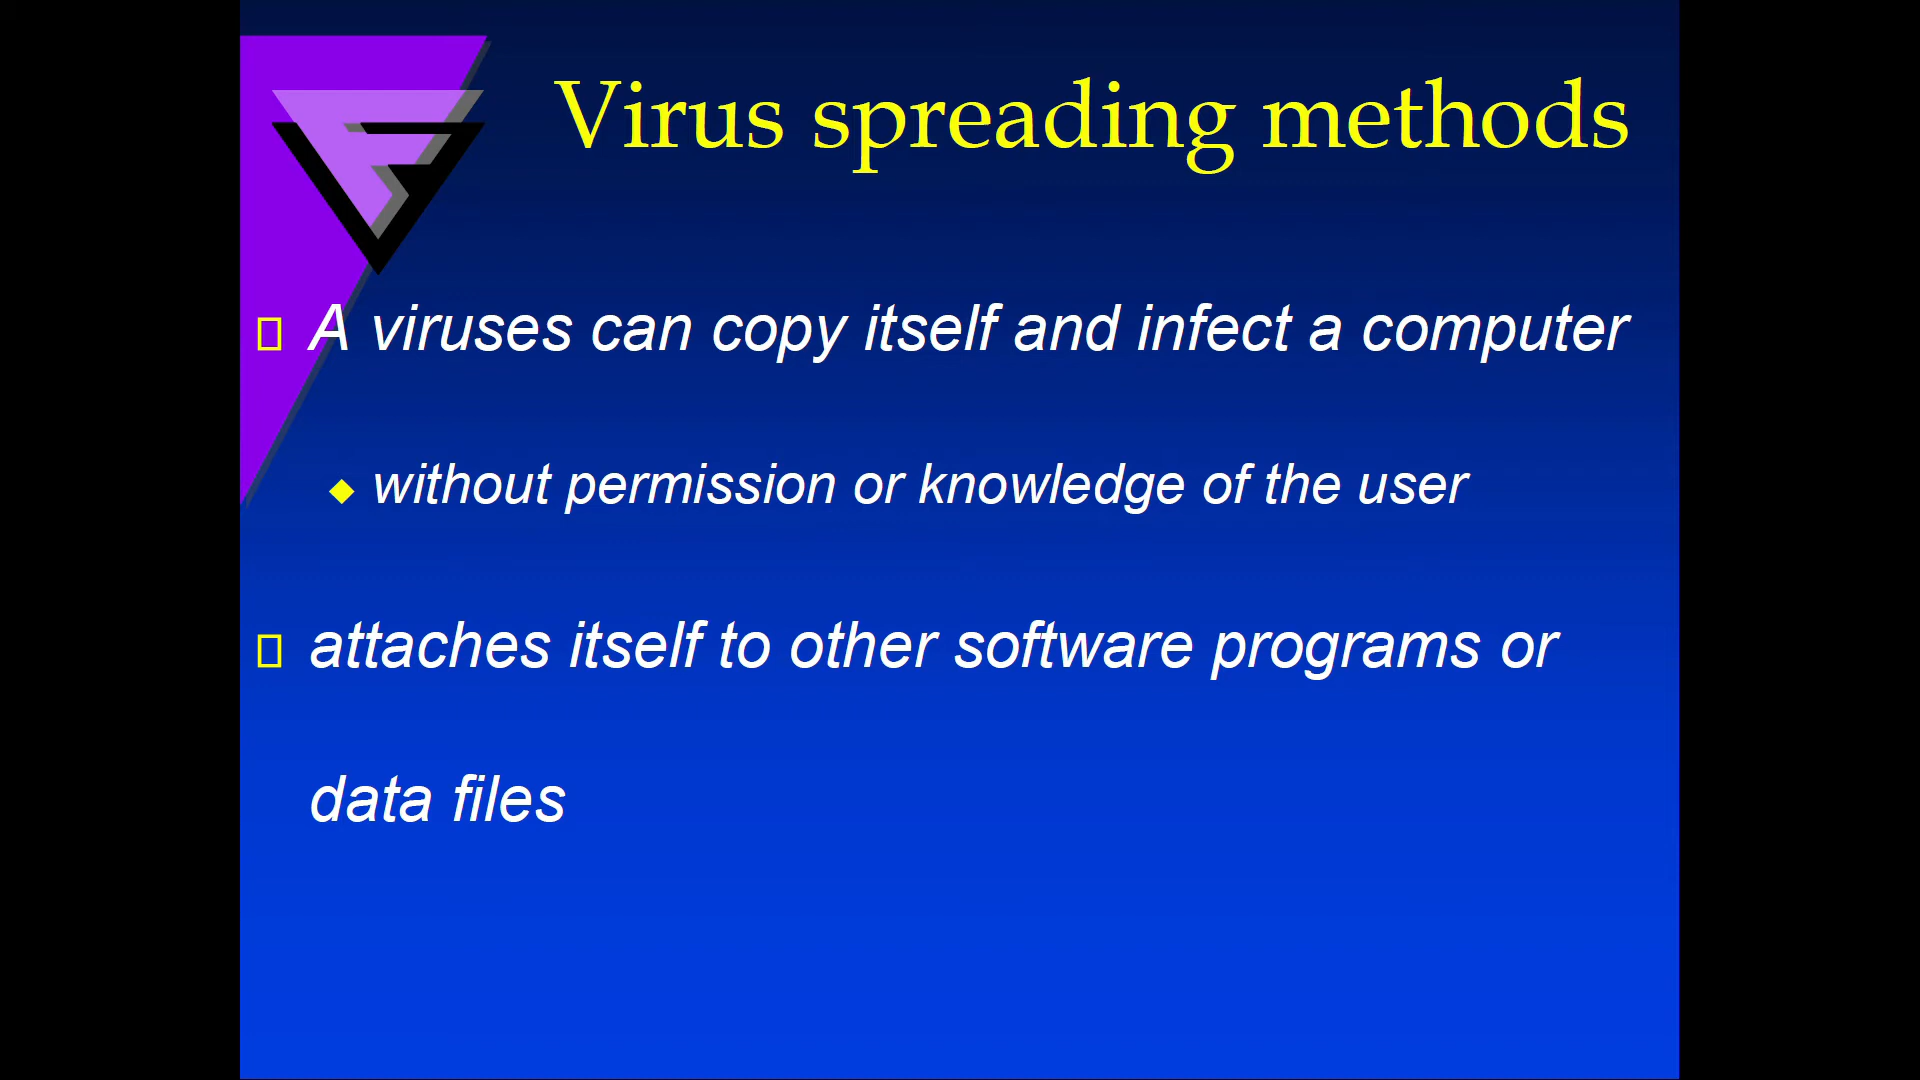 Virus spreading methods
A viruses can copy itself and infect a computer
without permission or knowledge of the user
attaches itself to other software programs or
data files